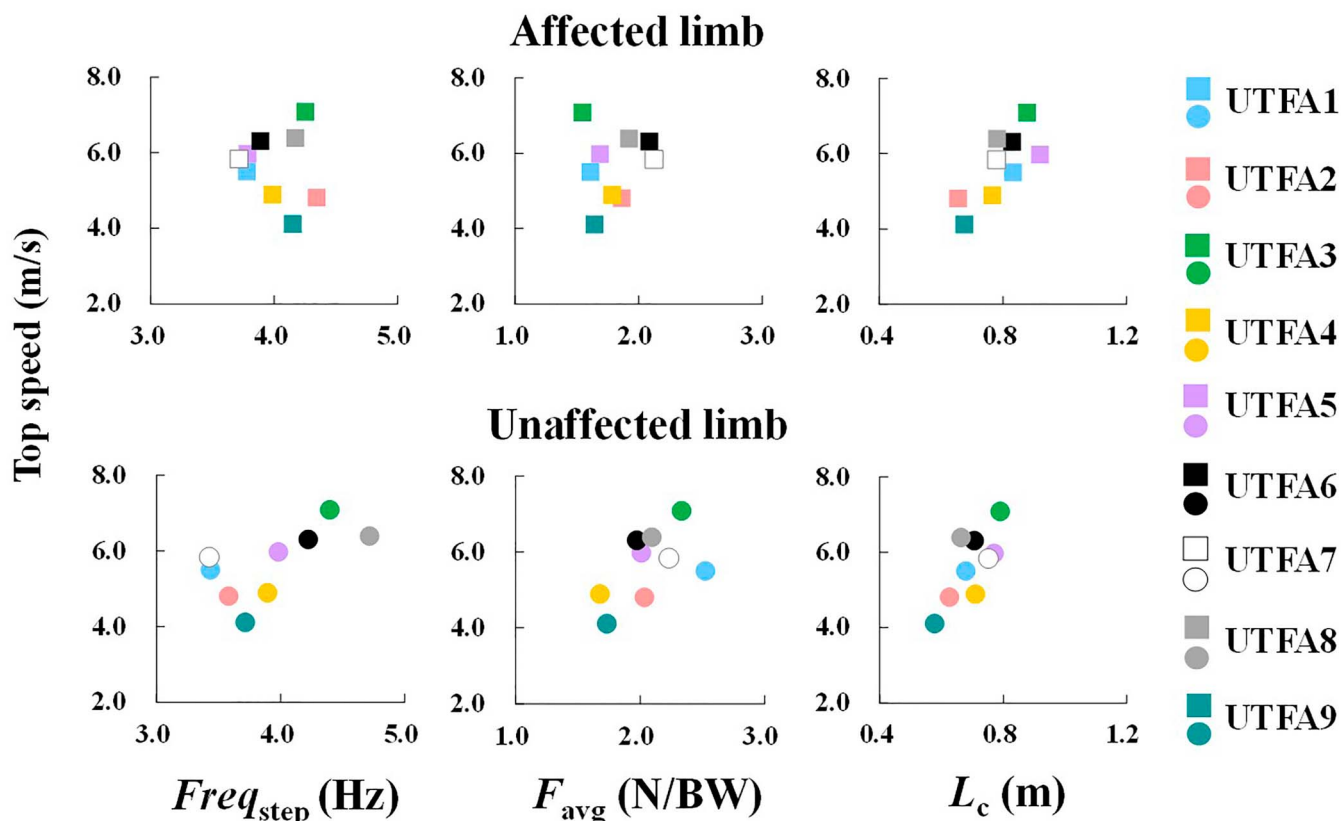 Affected limb
8.0 8.0 8.0
6.0 6.0 6.0
4.0 4.0 4.0
2.0 2.0 2.0
3.0 4.0 5.0 1.0 2.0 3.0 0.4 0.8 1.2
Top speed (m/s)
Unaffected limb
8.0 8.0 8.0
6.0 6.0 6.0
4.0 4.0 4.0
2.0 2.0 2.0
3.0 4.0 5.0 1.0 2.0 3.0 0.4 0.8 1.2
Freqstep (Hz) Favg (N/BW) Lc (m)
UTFA1
UTFA2
UTFA3
UTFA4
UTFA5
UTFA6
UTFA7
UTFA8
UTFA9